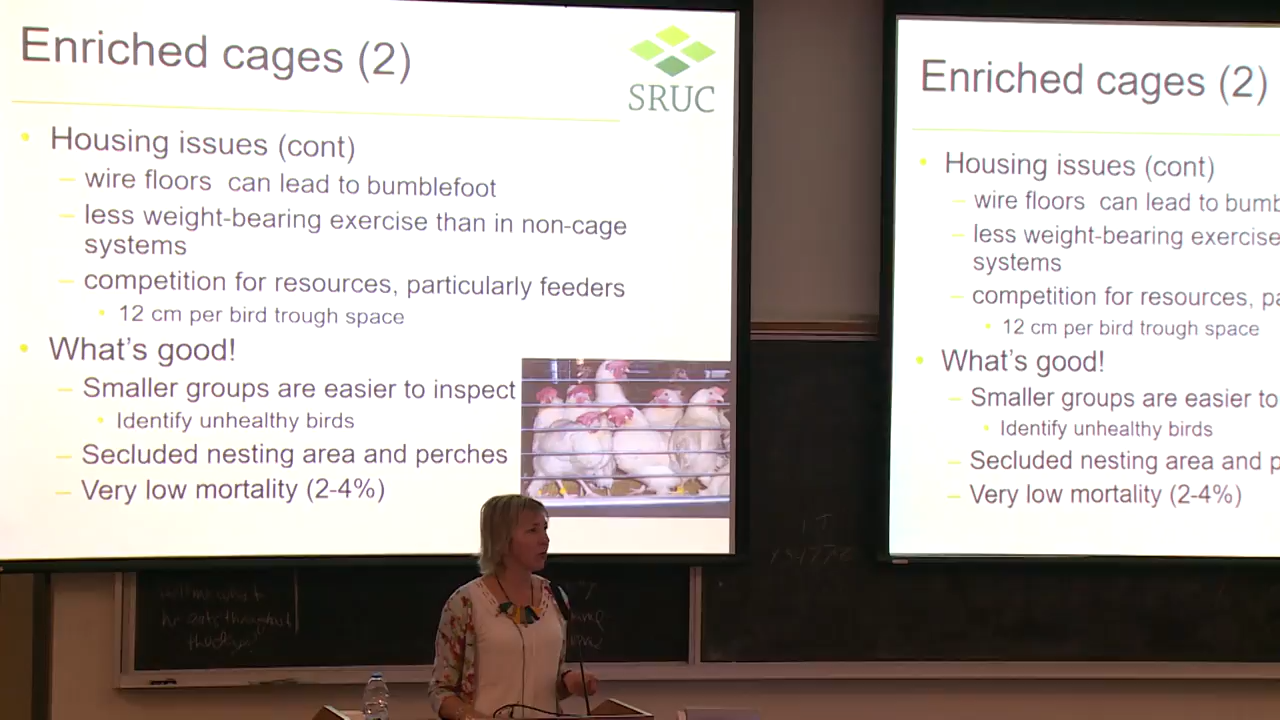 Enriched cages (2)
SRUC
• Housing issues (cont)
– wire floors can lead to bumblefoot
– less weight-bearing exercise than in non-cage
systems
– competition for resources, particularly feeders
• 12 cm per bird trough space
• What's good!
– Smaller groups are easier to inspect
• Identify unhealthy birds
– Secluded nesting area and perches
– Very low mortality (2-4%)
Enriched cages (2)
• Housing issues (cont)
– wire floors can lead to bumb
– less weight-bearing exercise
systems
– competition for resources, pa
• 12 cm per bird trough space
• What's good!
– Smaller groups are easier to
• Identify unhealthy birds
– Secluded nesting area and p
– Very low mortality (2-4%)